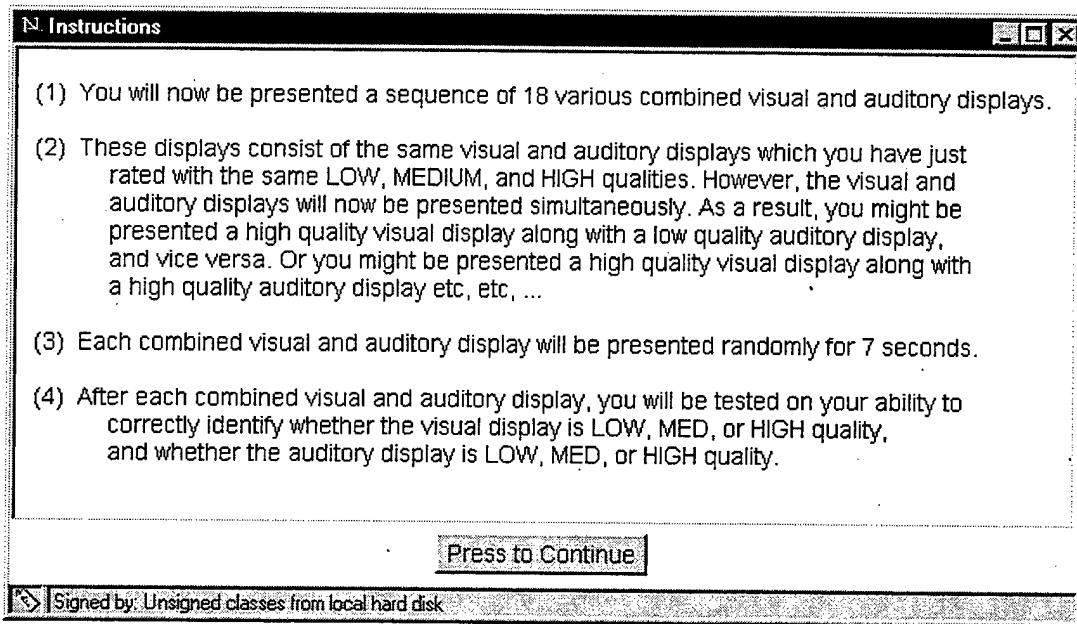 Instructions
(1) You will now be presented a sequence of 18 various combined visual and auditory displays.
(2) These displays consist of the same visual and auditory displays which you have just
rated with the same LOW, MEDIUM, and HIGH qualities. However, the visual and
auditory displays will now be presented simultaneously. As a result, you might be
presented a high quality visual display along with a low quality auditory display,
and vice versa. Or you might be presented a high quality visual display along with
a high quality auditory display etc, etc, ...
(3) Each combined visual and auditory display will be presented randomly for 7 seconds.
(4) After each combined visual and auditory display, you will be tested on your ability to
correctly identify whether the visual display is LOW, MED, or HIGH quality,
and whether the auditory display is LOW, MED, or HIGH quality.
Press to Continue
Signed by: Unsigned classes from local hard disk